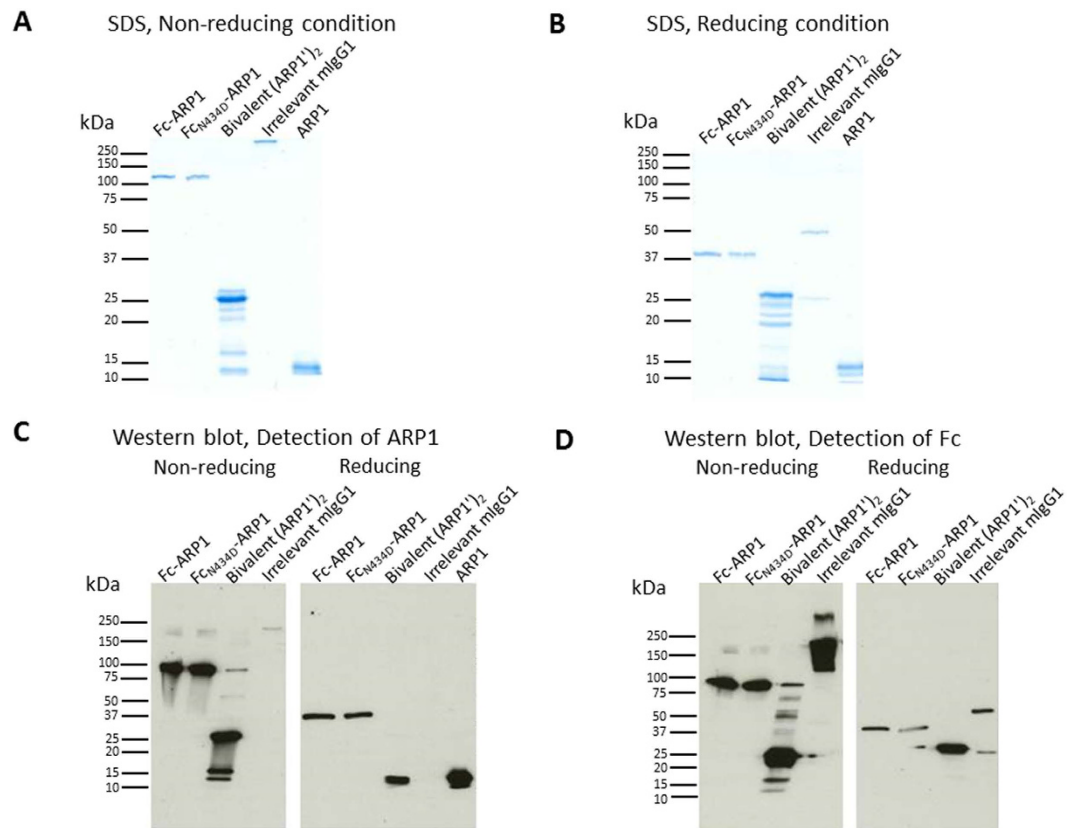 A
SDS, Non-reducing condition
kDa
Fc-ARP1
FcN434D-ARP1
Bivalent (ARP1')2
Irrelevant mIgG1
ARP1
250
150
100
75
50
37
25
20
15
10
B
SDS, Reducing condition
kDa
Fc-ARP1
FcN434D-ARP1
Bivalent (ARP1')2
Irrelevant mIgG1
ARP1
250
150
100
75
50
37
25
20
15
10
C
Western blot, Detection of ARP1
Non-reducing
Reducing
kDa
Fc-ARP1
FcN434D-ARP1
Bivalent (ARP1')2
Irrelevant mIgG1
Fc-ARP1
FcN434D-ARP1
Bivalent (ARP1')2
Irrelevant mIgG1
ARP1
250
150
100
75
50
37
25
20
15
10
D
Western blot, Detection of Fc
Non-reducing
Reducing
kDa
Fc-ARP1
FcN434D-ARP1
Bivalent (ARP1')2
Irrelevant mIgG1
Fc-ARP1
FcN434D-ARP1
Bivalent (ARP1')2
Irrelevant mIgG1
250
150
100
75
50
37
25
20
15
10